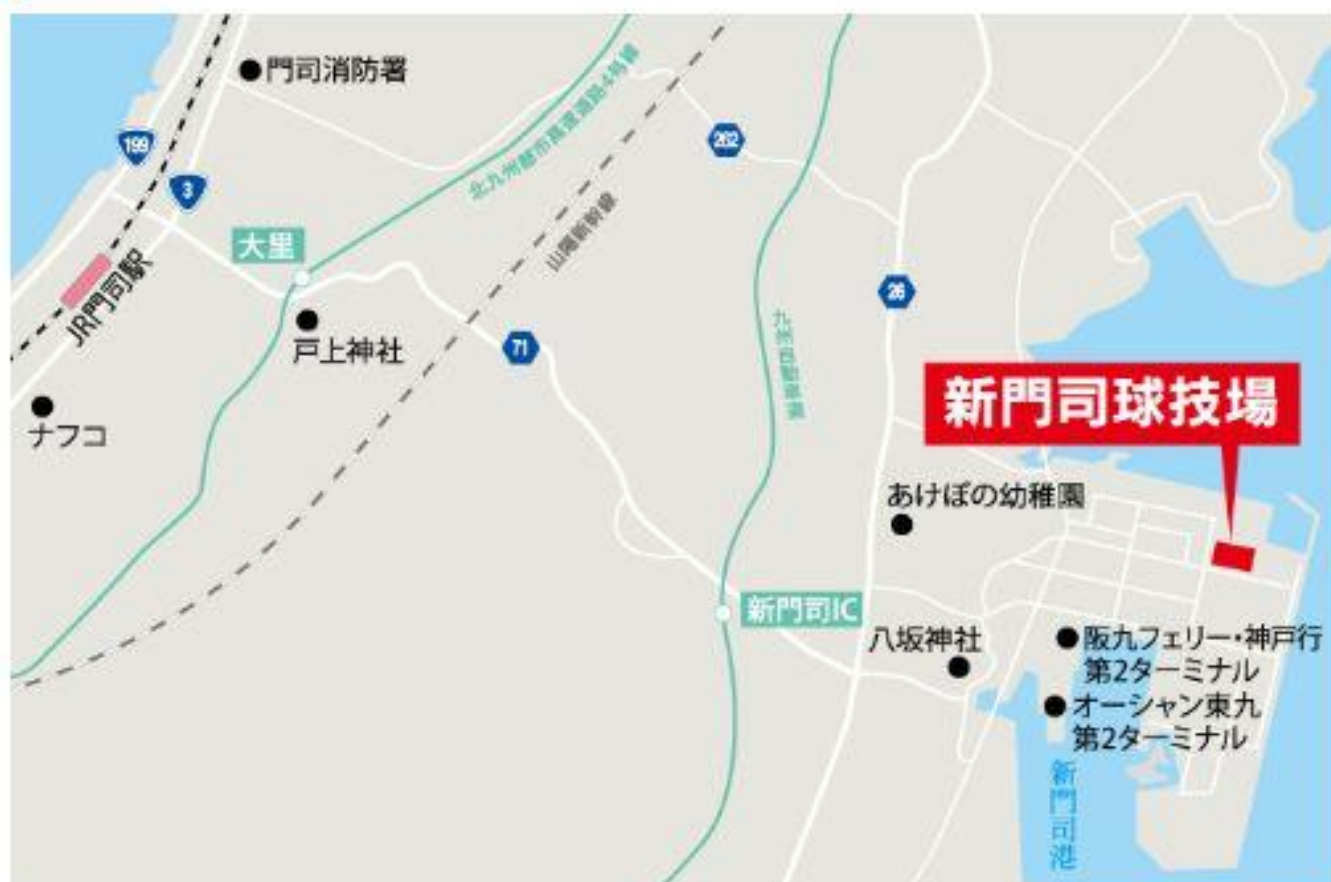 門司消防署
199
3
北九州都市高速道路4号線
262
大里
山陽新幹線
JR門司駅
戸上神社
71
26
九州自動車道
新門司球技場
ナフコ
あけぼの幼稚園
新門司IC
八坂神社
阪九フェリー・神戸行
第2ターミナル
オーシャン東九
第2ターミナル
新門司港